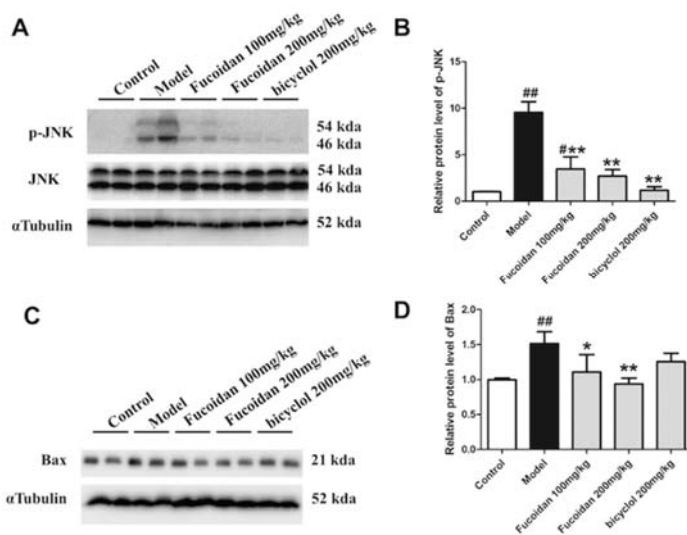 A
Control
Model
Fucoidan 100mg/kg
Fucoidan 200mg/kg
bicyclol 200mg/kg
p-JNK
54 kda
46 kda
JNK
54 kda
46 kda
αTubulin
52 kda
B
Relative protein level of p-JNK
15
10
5
0
##
#**
**
**
Control
Model
Fucoidan 100mg/kg
Fucoidan 200mg/kg
bicyclol 200mg/kg
C
Control
Model
Fucoidan 100mg/kg
Fucoidan 200mg/kg
bicyclol 200mg/kg
Bax
21 kda
αTubulin
52 kda
D
Relative protein level of Bax
2.0
1.5
1.0
0.5
0.0
##
*
**
Control
Model
Fucoidan 100mg/kg
Fucoidan 200mg/kg
bicyclol 200mg/kg